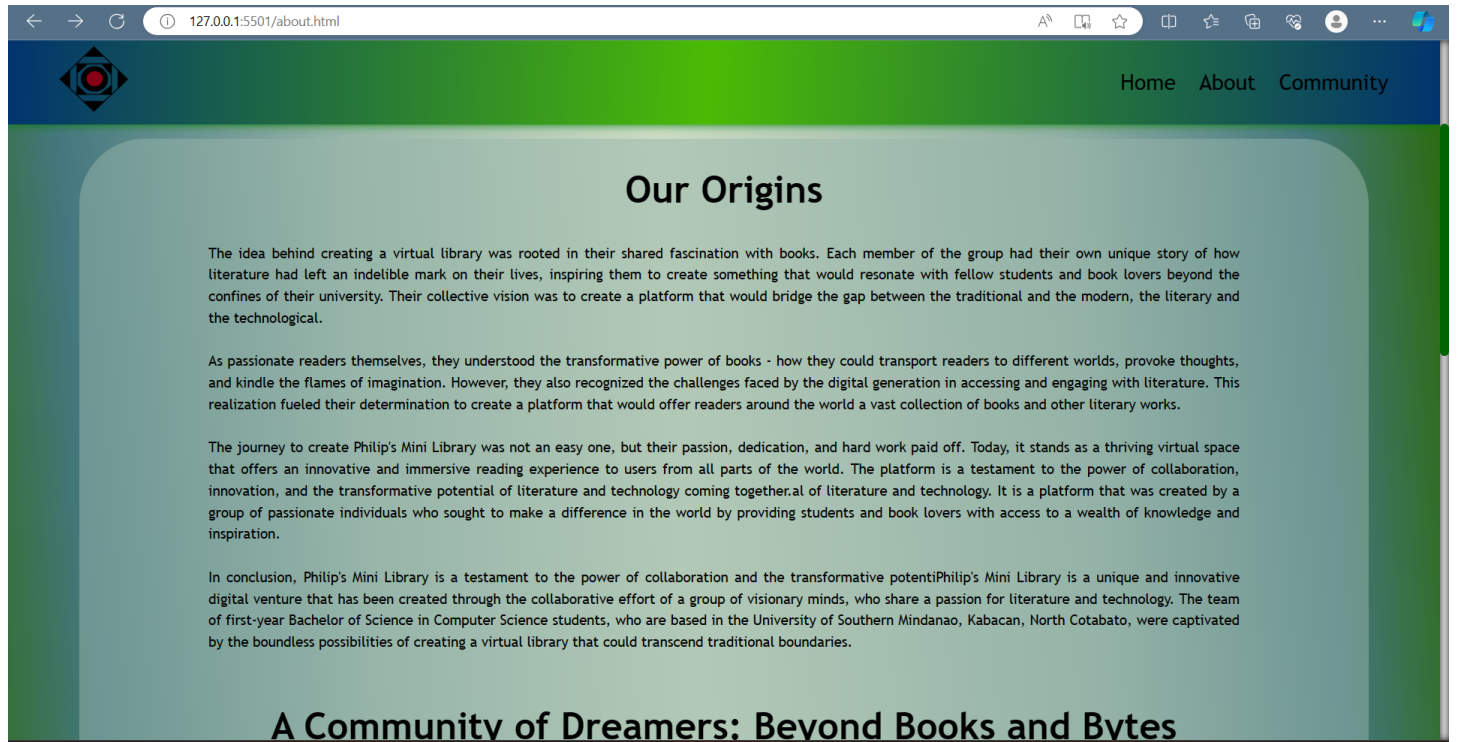 127.0.0.1:5501/about.html
Home About Community
Our Origins
The idea behind creating a virtual library was rooted in their shared fascination with books. Each member of the group had their own unique story of how
literature had left an indelible mark on their lives, inspiring them to create something that would resonate with fellow students and book lovers beyond the
confines of their university. Their collective vision was to create a platform that would bridge the gap between the traditional and the modern, the literary and
the technological.
As passionate readers themselves, they understood the transformative power of books - how they could transport readers to different worlds, provoke thoughts,
and kindle the flames of imagination. However, they also recognized the challenges faced by the digital generation in accessing and engaging with literature. This
realization fueled their determination to create a platform that would offer readers around the world a vast collection of books and other literary works.
The journey to create Philip's Mini Library was not an easy one, but their passion, dedication, and hard work paid off. Today, it stands as a thriving virtual space
that offers an innovative and immersive reading experience to users from all parts of the world. The platform is a testament to the power of collaboration,
innovation, and the transformative potential of literature and technology coming together.al of literature and technology. It is a platform that was created by a
group of passionate individuals who sought to make a difference in the world by providing students and book lovers with access to a wealth of knowledge and
inspiration.
In conclusion, Philip's Mini Library is a testament to the power of collaboration and the transformative potentiPhilip's Mini Library is a unique and innovative
digital venture that has been created through the collaborative effort of a group of visionary minds, who share a passion for literature and technology. The team
of first-year Bachelor of Science in Computer Science students, who are based in the University of Southern Mindanao, Kabacan, North Cotabato, were captivated
by the boundless possibilities of creating a virtual library that could transcend traditional boundaries.
A Community of Dreamers: Beyond Books and Bytes